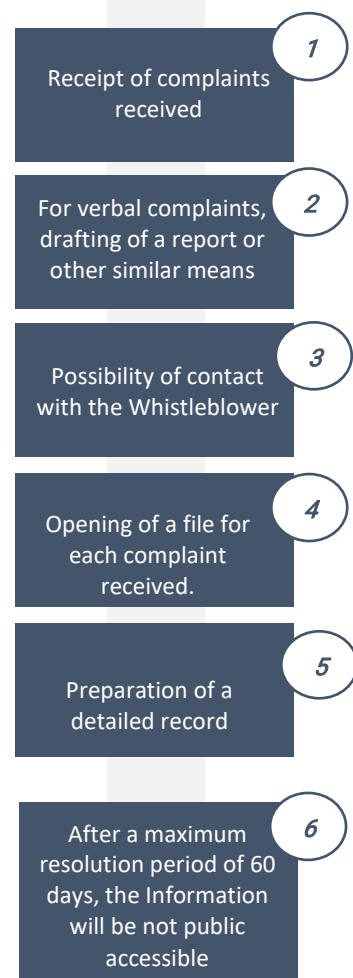 1
Receipt of complaints
received
2
For verbal complaints,
drafting of a report or
other similar means
3
Possibility of contact
with the Whistleblower
4
Opening of a file for
each complaint
received.
5
Preparation of a
detailed record
6
After a maximum
resolution period of 60
days, the Information
will be not public
accessible